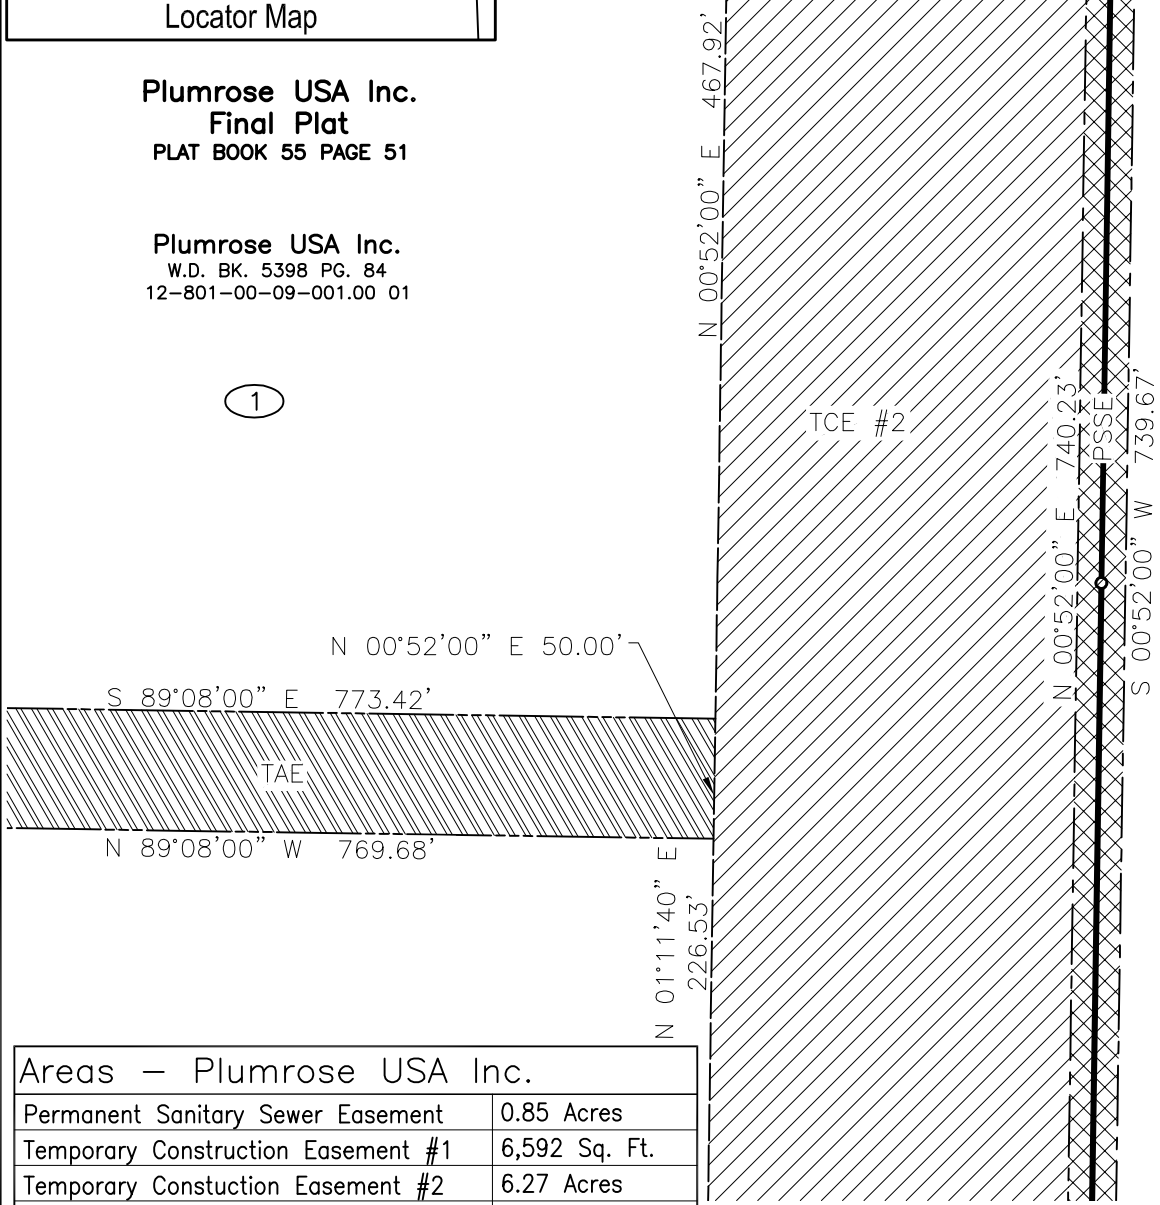 Locator Map
Plumrose USA Inc.
Final Plat
PLAT BOOK 55 PAGE 51
Plumrose USA Inc.
W.D. BK. 5398 PG. 84
12-801-00-09-001.00 01
1
N 00°52'00" E 467.92'
TCE #2
N 00°52'00" E 740.23'
PSSE
S 00°52'00" W 739.67'
N 00°52'00" E 50.00'
S 89°08'00" E 773.42'
TAE
N 89°08'00" W 769.68'
N 01°11'40" E
226.53'
Areas - Plumrose USA Inc.
Permanent Sanitary Sewer Easement 0.85 Acres
Temporary Construction Easement #1 6,592 Sq. Ft.
Temporary Constuction Easement #2 6.27 Acres